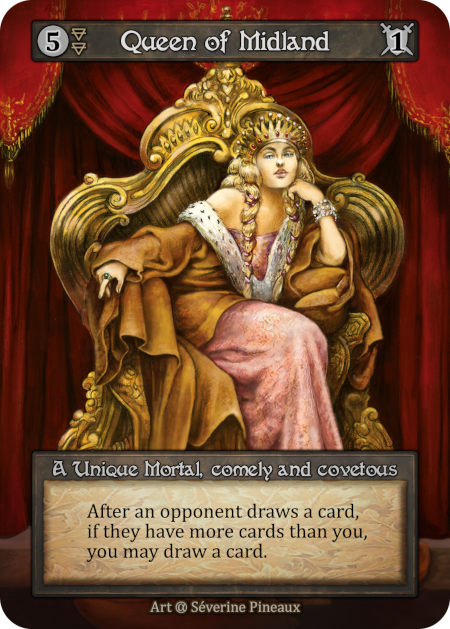 5
Queen of Midland
1
A Unique Mortal, comely and covetous
After an opponent draws a card,
if they have more cards than you,
you may draw a card.
Art @ Séverine Pineaux